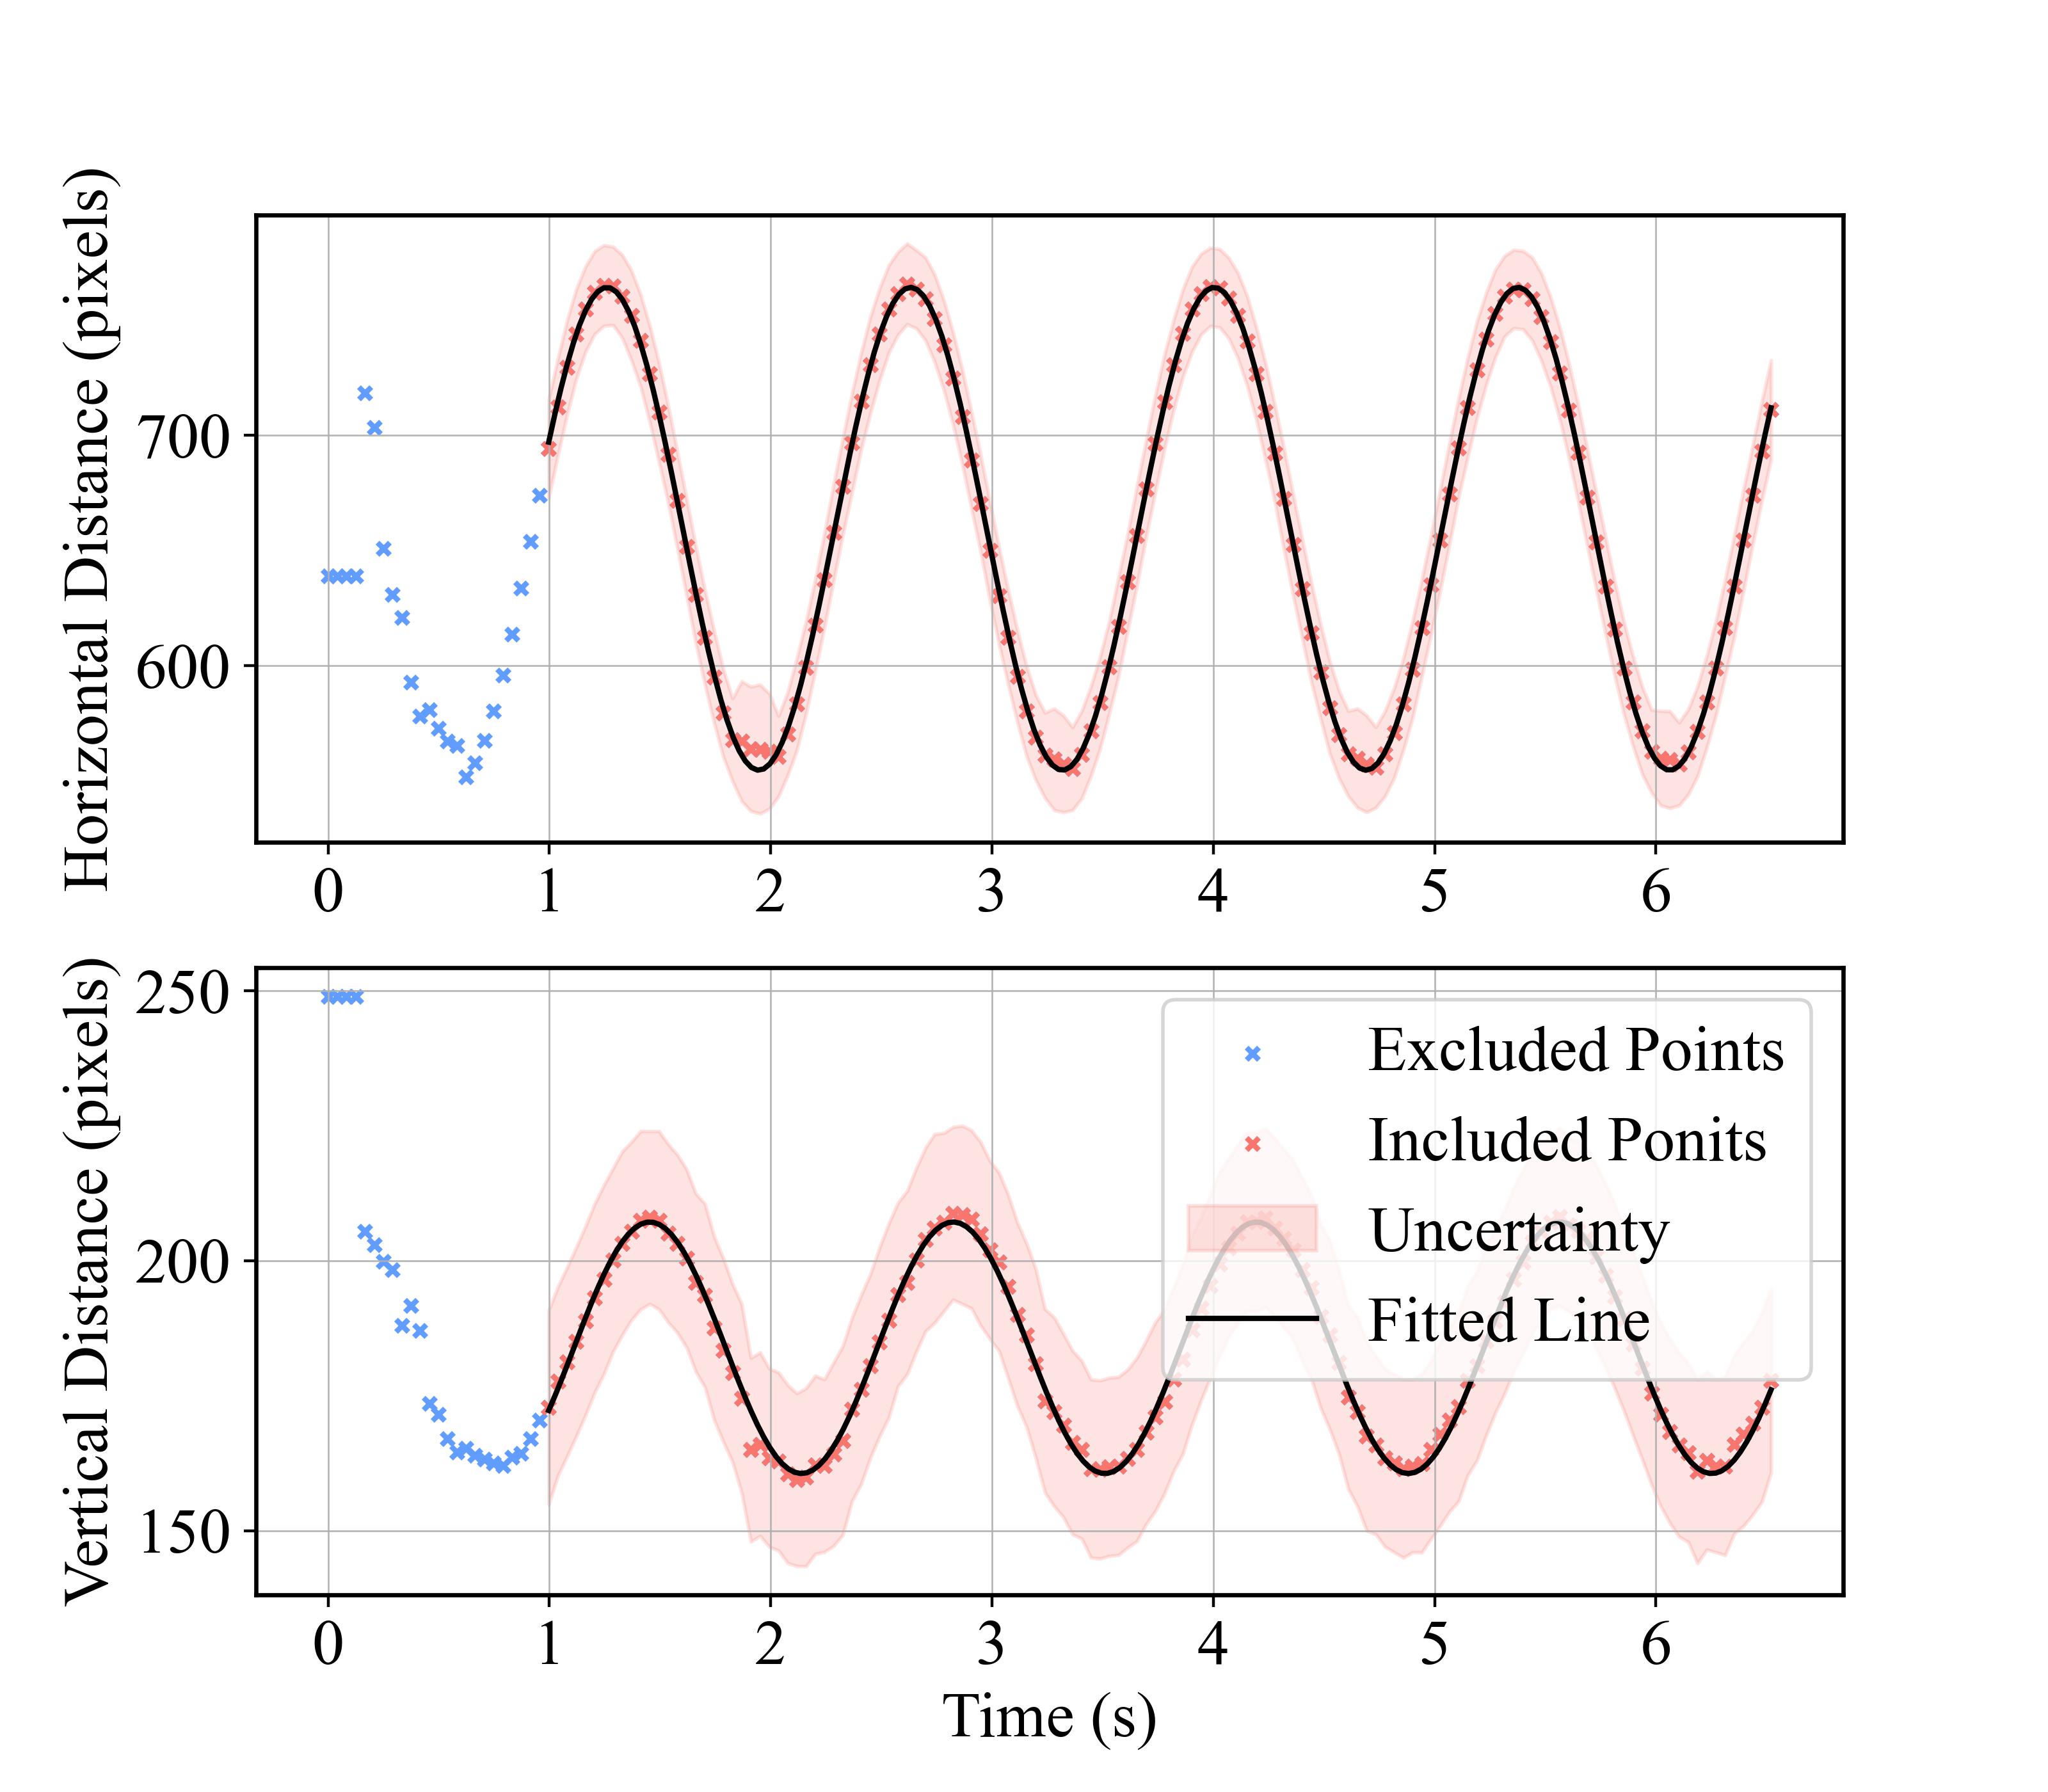 Horizontal Distance (pixels)
700
600
0 1 2 3 4 5 6
Vertical Distance (pixels)
250
200
150
Excluded Points
Included Ponits
Uncertainty
Fitted Line
0 1 2 3 4 5 6
Time (s)